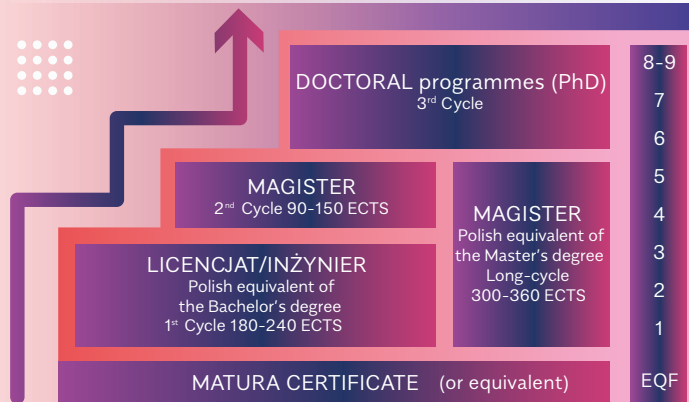 DOCTORAL programmes (PhD)
3rd Cycle
MAGISTER
2nd Cycle 90-150 ECTS
MAGISTER
Polish equivalent of
the Master's degree
Long-cycle
300-360 ECTS
LICENCJAT/INŻYNIER
Polish equivalent of
the Bachelor's degree
1st Cycle 180-240 ECTS
MATURA CERTIFICATE (or equivalent)
8-9
7
6
5
4
3
2
1
EQF